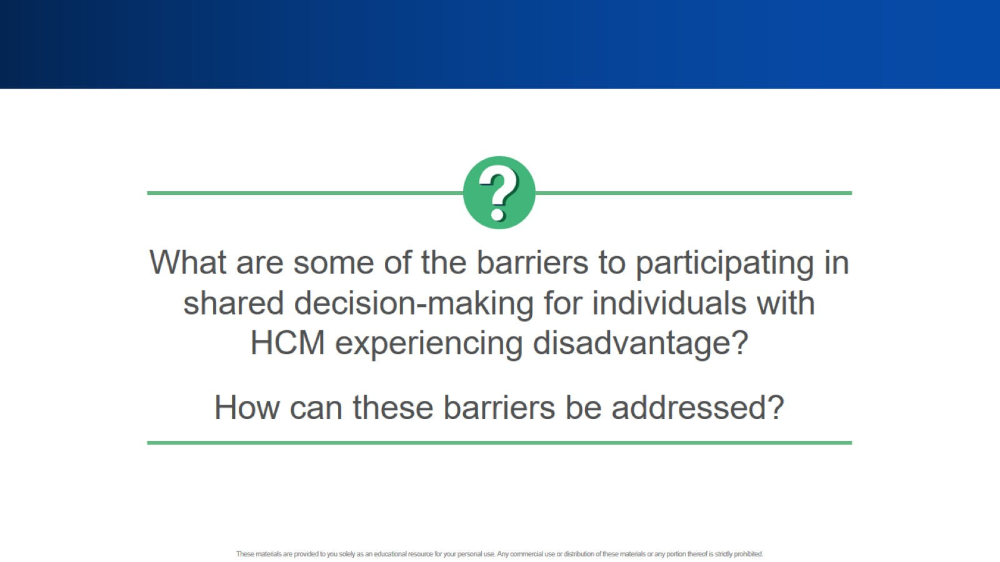 ?
What are some of the barriers to participating in
shared decision-making for individuals with
HCM experiencing disadvantage?
How can these barriers be addressed?
These materials are provided to you solely as an educational resource for your personal use. Any commercial use or distribution of these materials or any portion thereof is strictly prohibited.